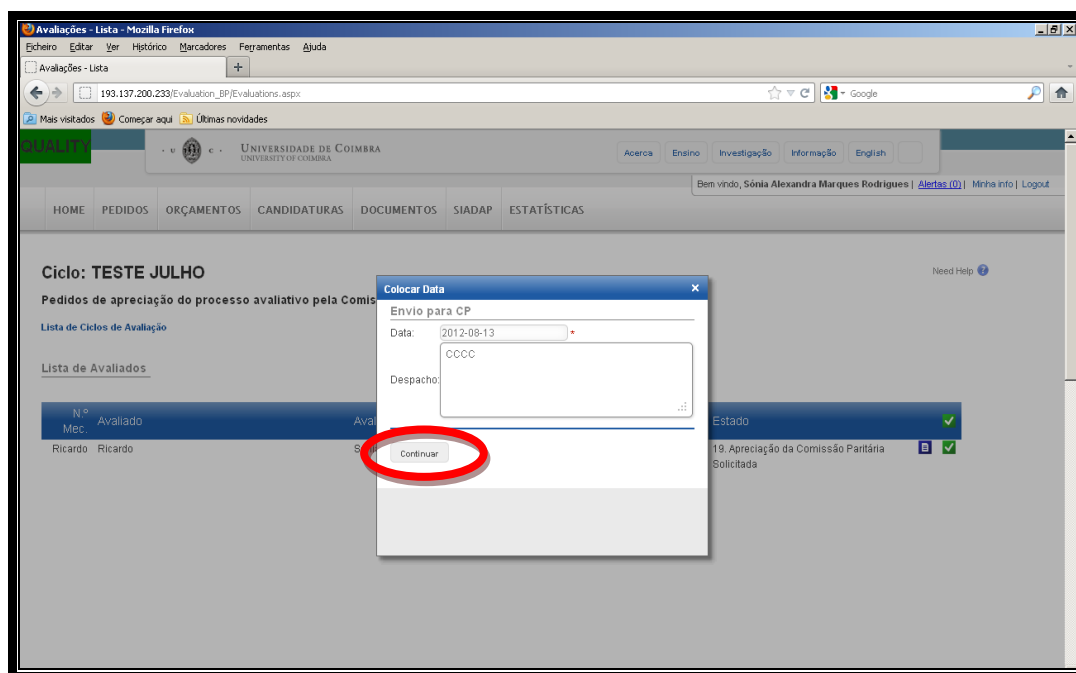 Avaliações - Lista - Mozilla Firefox
Ficheiro Editar Ver Histórico Marcadores Ferramentas Ajuda
Avaliações - Lista +
193.137.200.233/Evaluation_BP/Evaluations.aspx Google
Mais visitados Começar aqui Últimas novidades
QUALITY
· U C · UNIVERSIDADE DE COIMBRA
UNIVERSITY OF COIMBRA
Acerca Ensino Investigação Informação English
Bem vindo, Sónia Alexandra Marques Rodrigues | Alertas (0) | Minha info | Logout
HOME PEDIDOS ORÇAMENTOS CANDIDATURAS DOCUMENTOS SIADAP ESTATÍSTICAS
Ciclo: TESTE JULHO
Need Help ?
Pedidos de apreciação do processo avaliativo pela Comis
Lista de Ciclos de Avaliação
Lista de Avaliados
N.º
Mec. Avaliado Aval Estado
Ricardo Ricardo S 19. Apreciação da Comissão Paritária
Solicitada
Colocar Data ×
Envio para CP
Data: 2012-08-13 *
Despacho: CCCC
Continuar